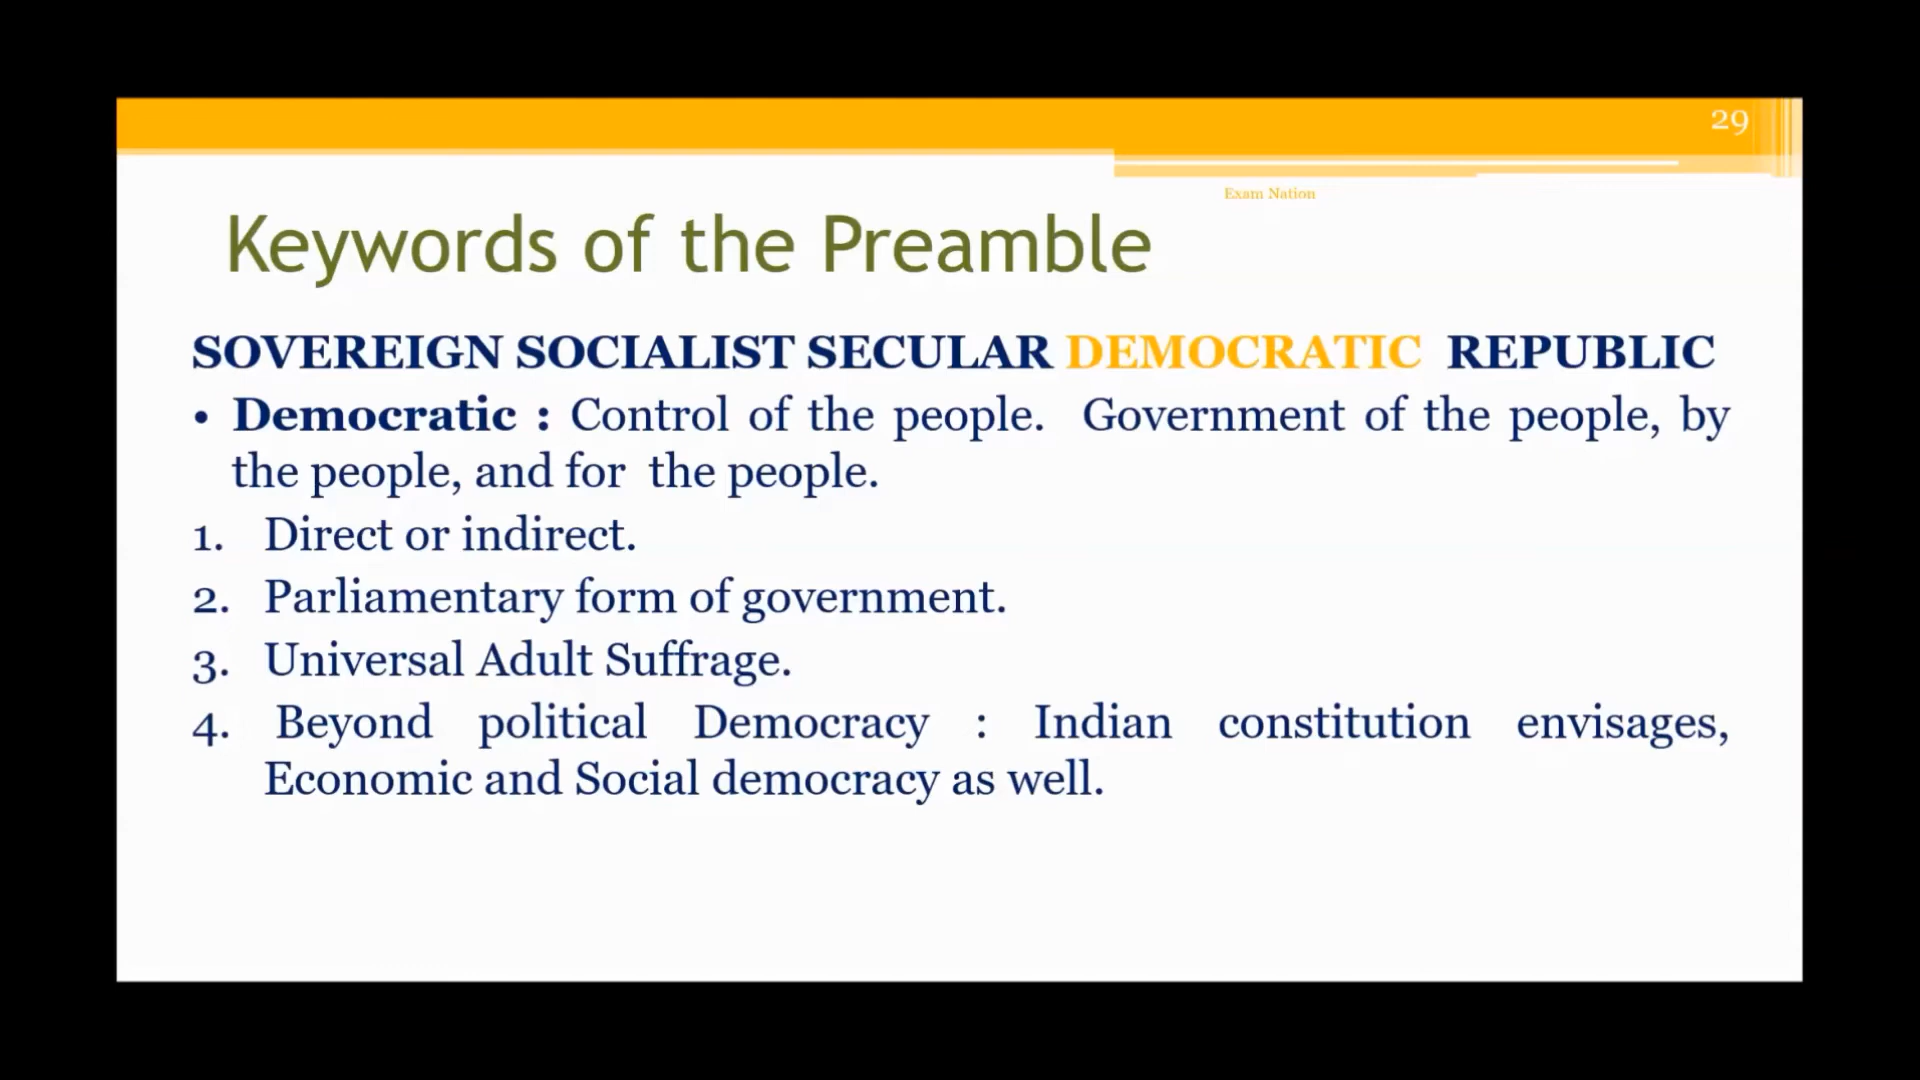 29
Exam Nation
Keywords of the Preamble
SOVEREIGN SOCIALIST SECULAR DEMOCRATIC REPUBLIC
• Democratic : Control of the people. Government of the people, by
the people, and for the people.
1. Direct or indirect.
2. Parliamentary form of government.
3. Universal Adult Suffrage.
4. Beyond political Democracy : Indian constitution envisages,
Economic and Social democracy as well.